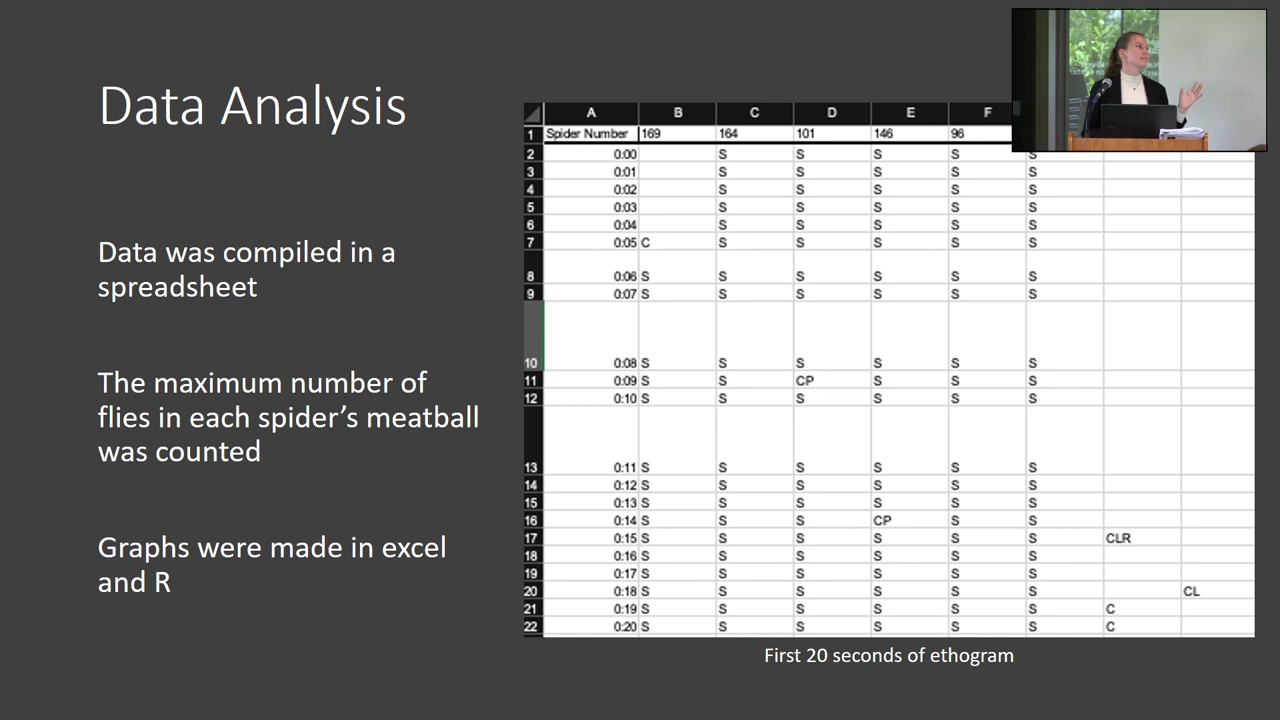 Data Analysis
Data was compiled in a
spreadsheet
The maximum number of
flies in each spider's meatball
was counted
Graphs were made in excel
and R
A B C D E F
1 Spider Number 169 164 101 146 96
2 0:00 S S S S S
3 0:01 S S S S S
4 0:02 S S S S S
5 0:03 S S S S S
6 0:04 S S S S S
7 0:05 C S S S S S
8 0:06 S S S S S S
9 0:07 S S S S S S
10 0:08 S S S S S S
11 0:09 S S CP S S S
12 0:10 S S S S S S
13 0:11 S S S S S S
14 0:12 S S S S S S
15 0:13 S S S S S S
16 0:14 S S S CP S S
17 0:15 S S S S S S CLR
18 0:16 S S S S S S
19 0:17 S S S S S S
20 0:18 S S S S S S CL
21 0:19 S S S S S S C
22 0:20 S S S S S S C
First 20 seconds of ethogram